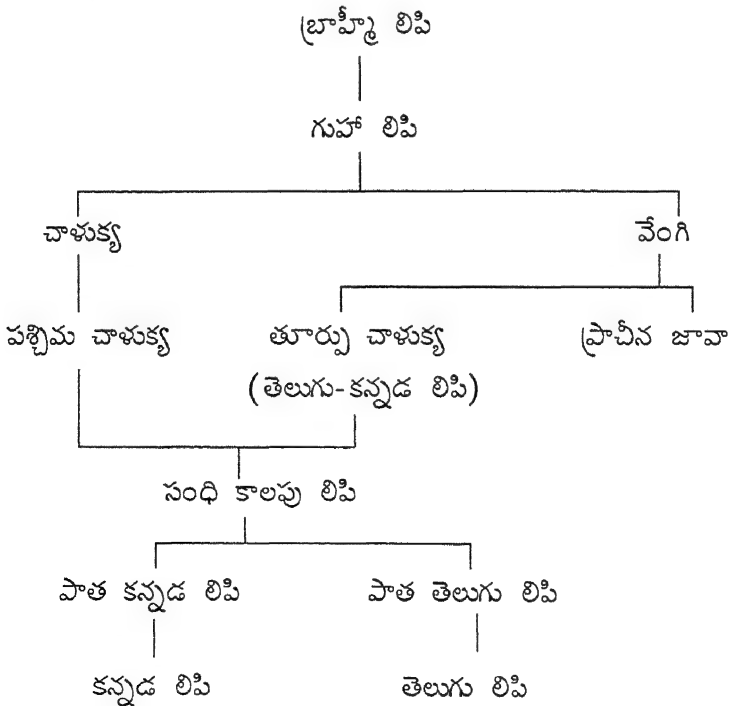 బ్రాహ్మీ లిపి
గుహా లిపి
చాళుక్య వేంగి
పశ్చిమ చాళుక్య తూర్పు చాళుక్య ప్రాచీన జావా
(తెలుగు-కన్నడ లిపి)
సంధి కాలపు లిపి
పాత కన్నడ లిపి పాత తెలుగు లిపి
కన్నడ లిపి తెలుగు లిపి